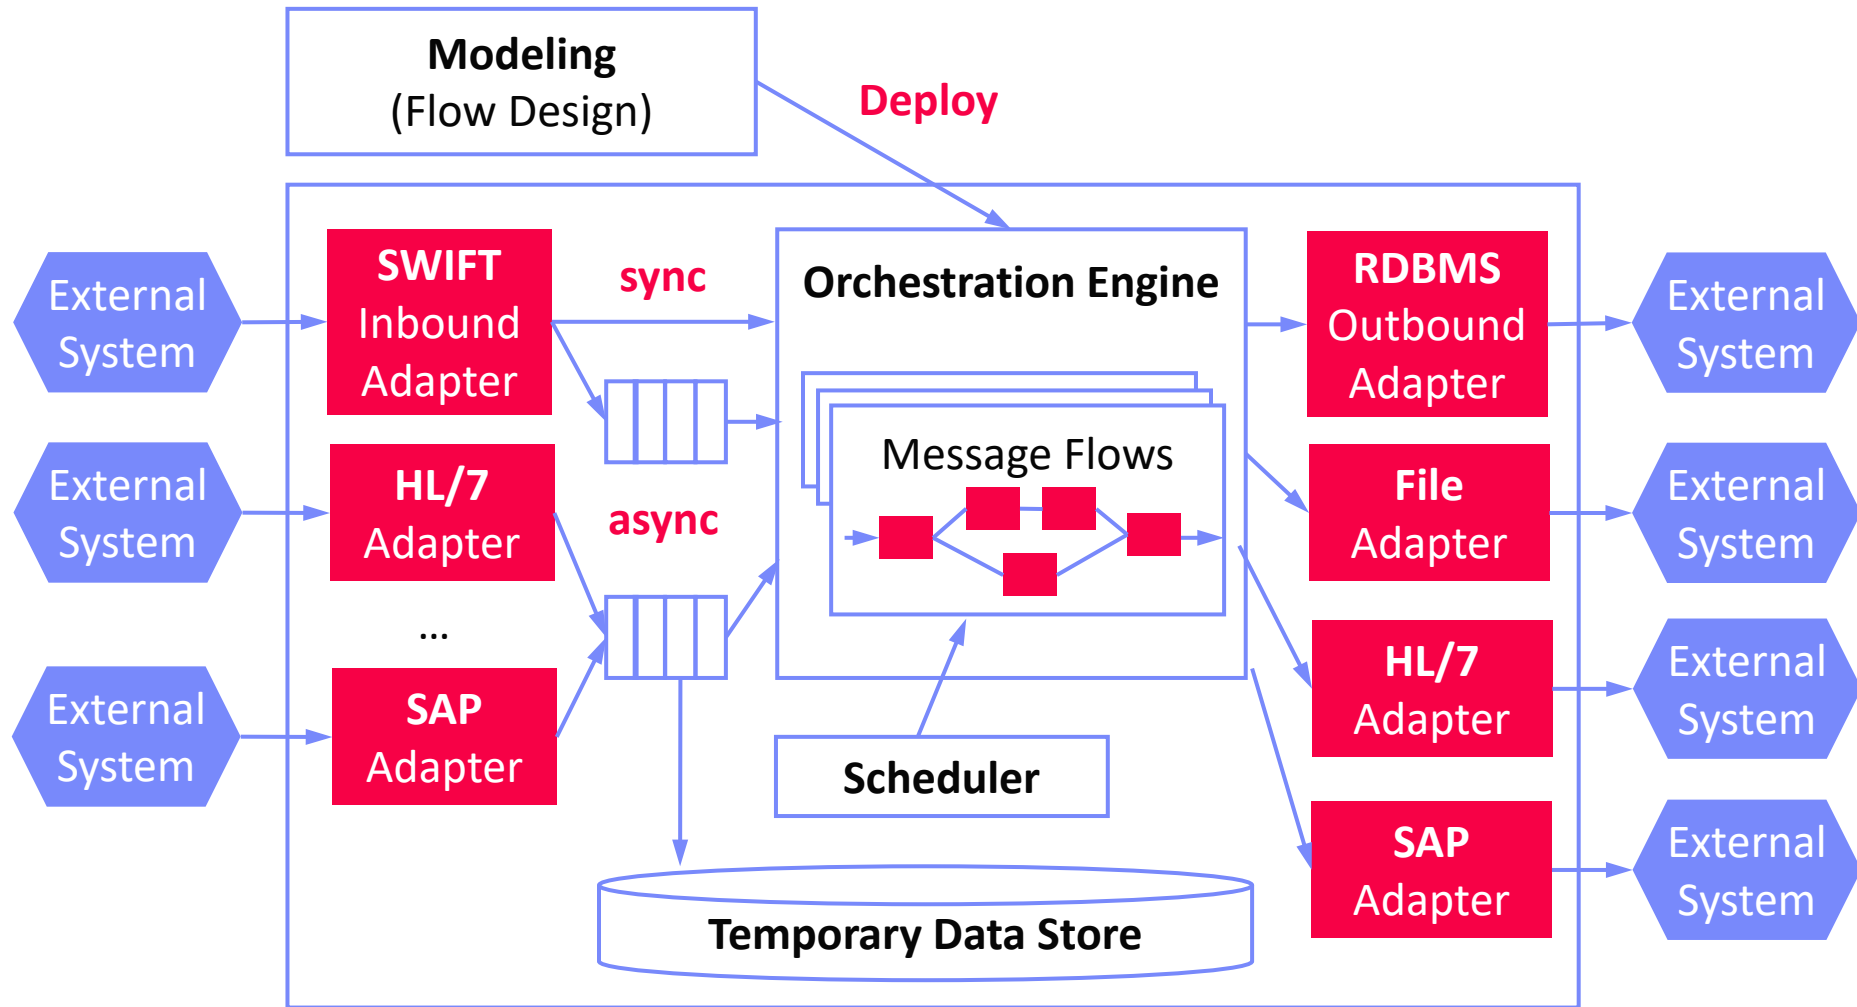 Modeling
(Flow Design)
Deploy
External
System
SWIFT
Inbound
Adapter
sync
Orchestration Engine
RDBMS
Outbound
Adapter
External
System
External
System
HL/7
Adapter
async
Message Flows
File
Adapter
External
System
...
External
System
SAP
Adapter
Scheduler
HL/7
Adapter
External
System
Temporary Data Store
SAP
Adapter
External
System